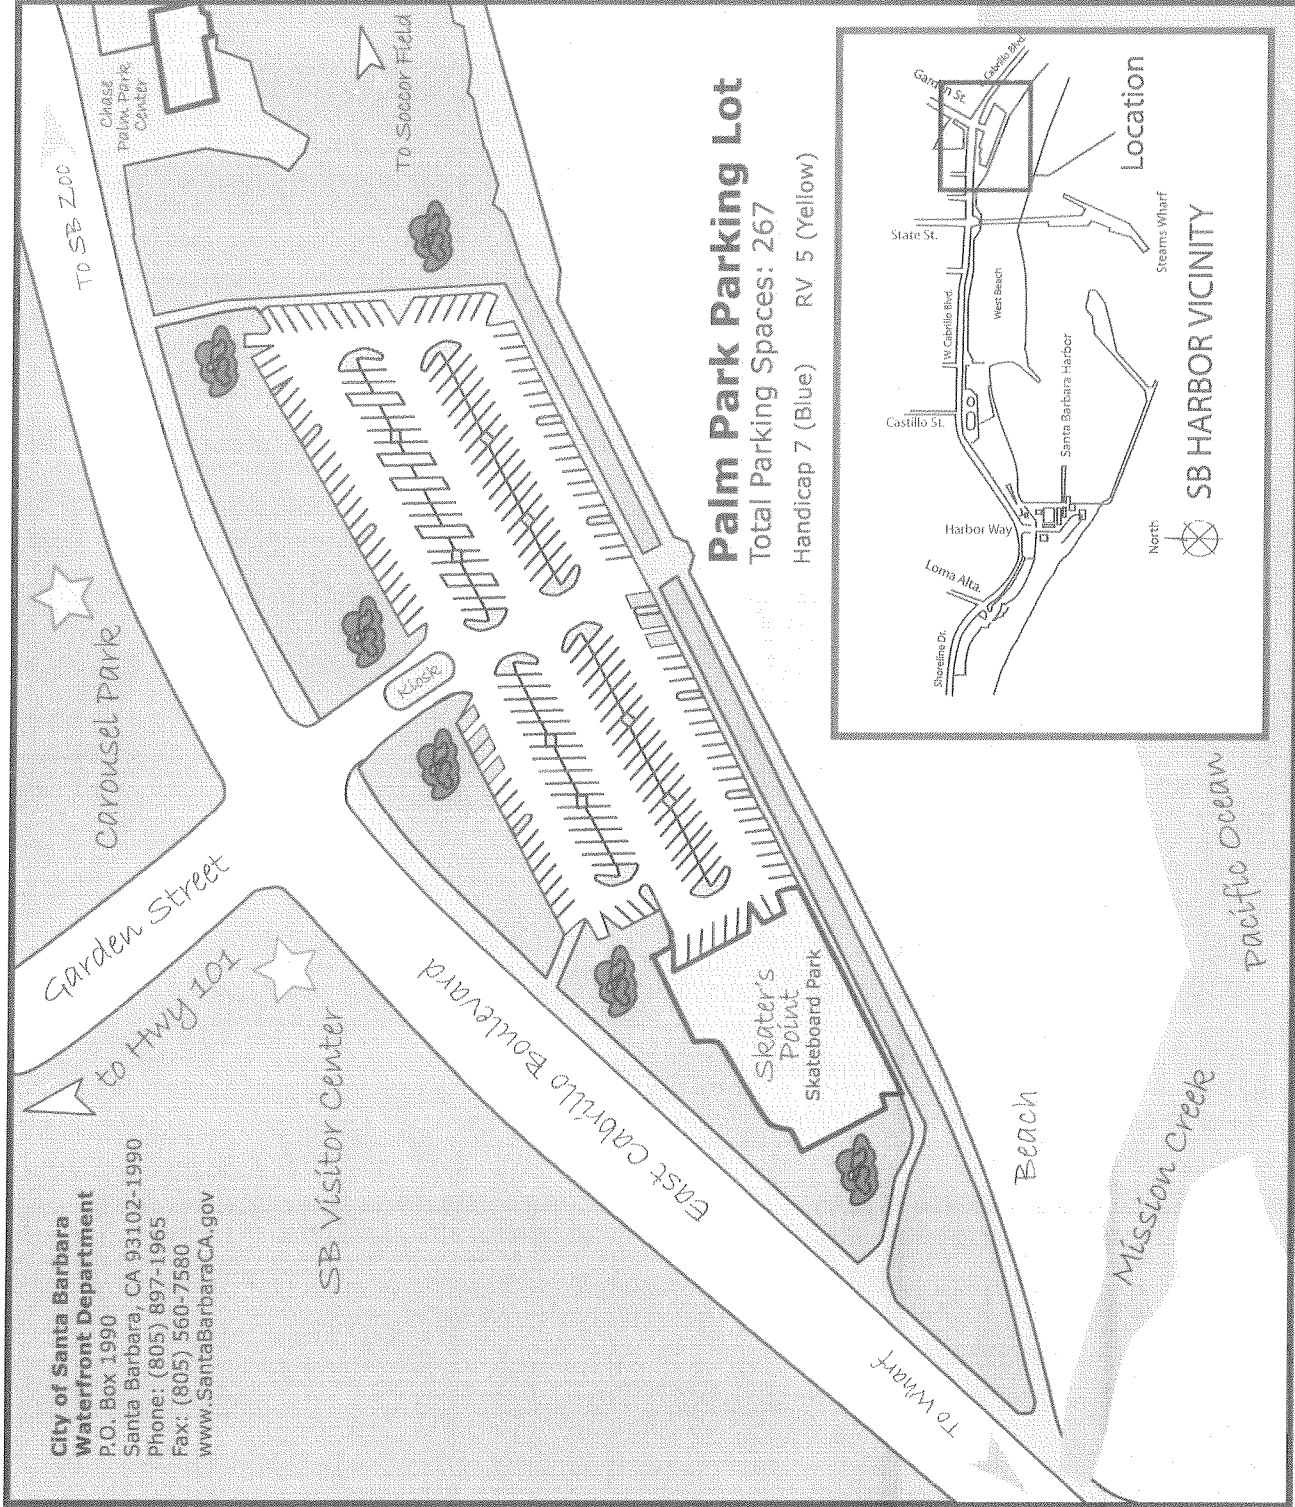 City of Santa Barbara
Waterfront Department
P.O. Box 1990
Santa Barbara, CA 93102-1990
Phone: (805) 897-1965
Fax: (805) 560-7580
www.SantaBarbaraCA.gov
to Hwy 101
Garden Street
Carousel Park
TO SB ZOO
Chase
Palm Park
Center
To Soccor Field
SB Visitor Center
East Cabrillo Boulevard
Kiosk
To Wharf
Skater's
Point
Skateboard Park
Beach
Mission Creek
Pacific Ocean
Palm Park Parking Lot
Total Parking Spaces: 267
Handicap 7 (Blue) RV 5 (Yellow)
Shoreline Dr.
Loma Alta.
Harbor Way
Castillo St.
W. Cabrillo Blvd.
State St.
Garden St.
Cabrillo Blvd.
West Beach
Santa Barbara Harbor
Stearns Wharf
Location
North
SB HARBOR VICINITY